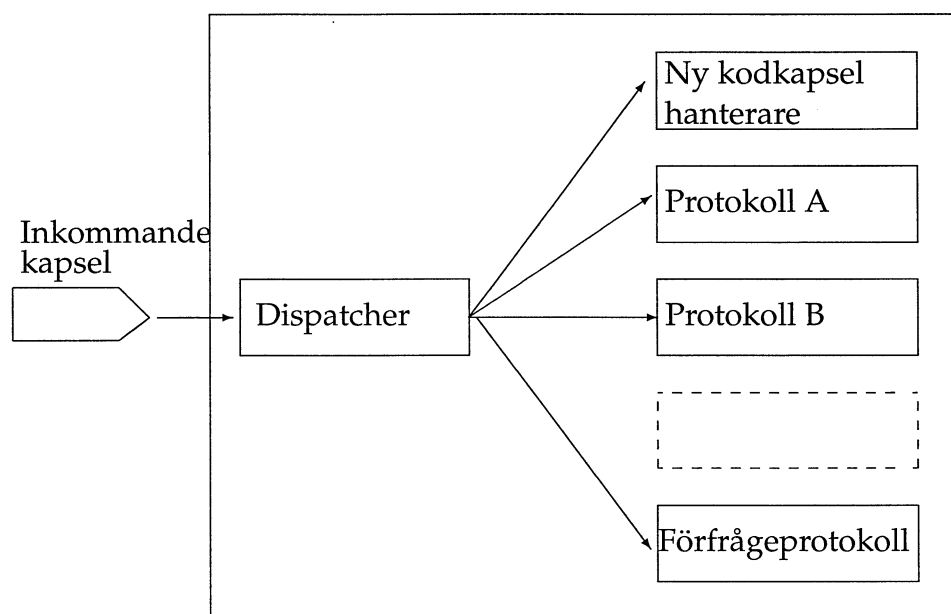 Ny kodkapsel
hanterare
Protokoll A
Inkommande
kapsel
Dispatcher
Protokoll B
Förfrågeprotokoll